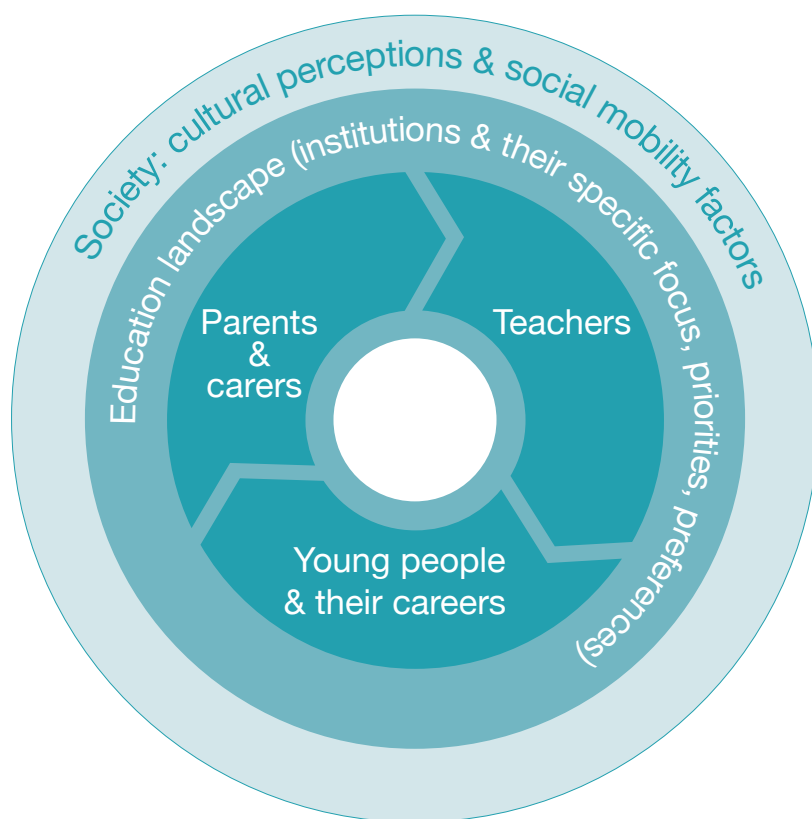 Society: cultural perceptions & social mobility factors
Education landscape (institutions & their specific focus, priorities, preferences)
Parents
&
carers
Teachers
Young people
& their careers